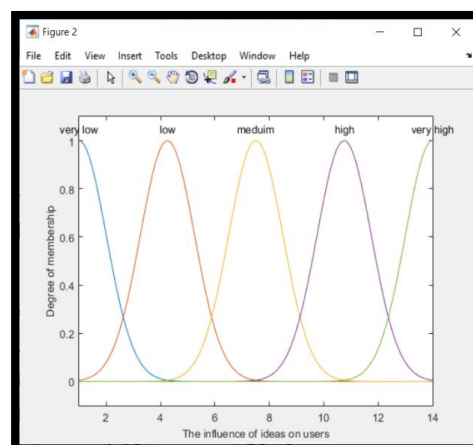 Figure 2
File Edit View Insert Tools Desktop Window Help
very low low meduim high very high
1
0.8
0.6
0.4
0.2
0
Degree of membership
2 4 6 8 10 12 14
The influence of ideas on users